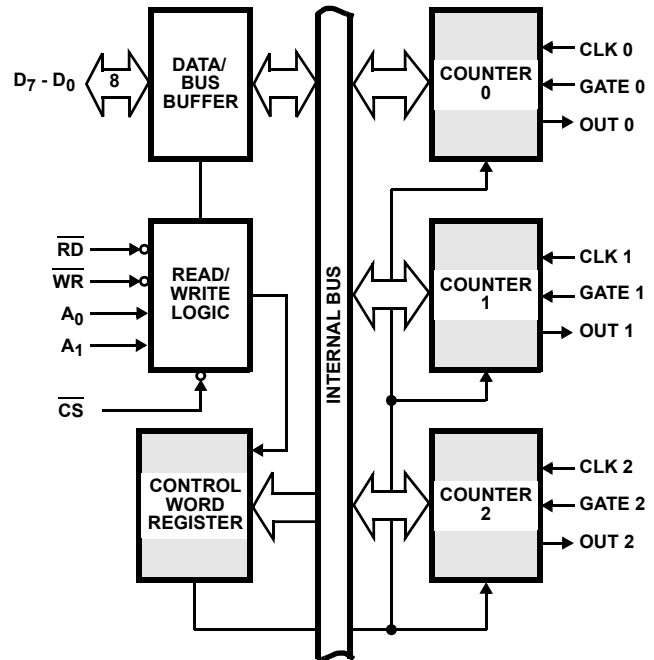 D7 - D0
8
DATA/
BUS
BUFFER
RD
WR
A0
A1
CS
READ/
WRITE
LOGIC
CONTROL
WORD
REGISTER
INTERNAL BUS
COUNTER
0
CLK 0
GATE 0
OUT 0
COUNTER
1
CLK 1
GATE 1
OUT 1
COUNTER
2
CLK 2
GATE 2
OUT 2